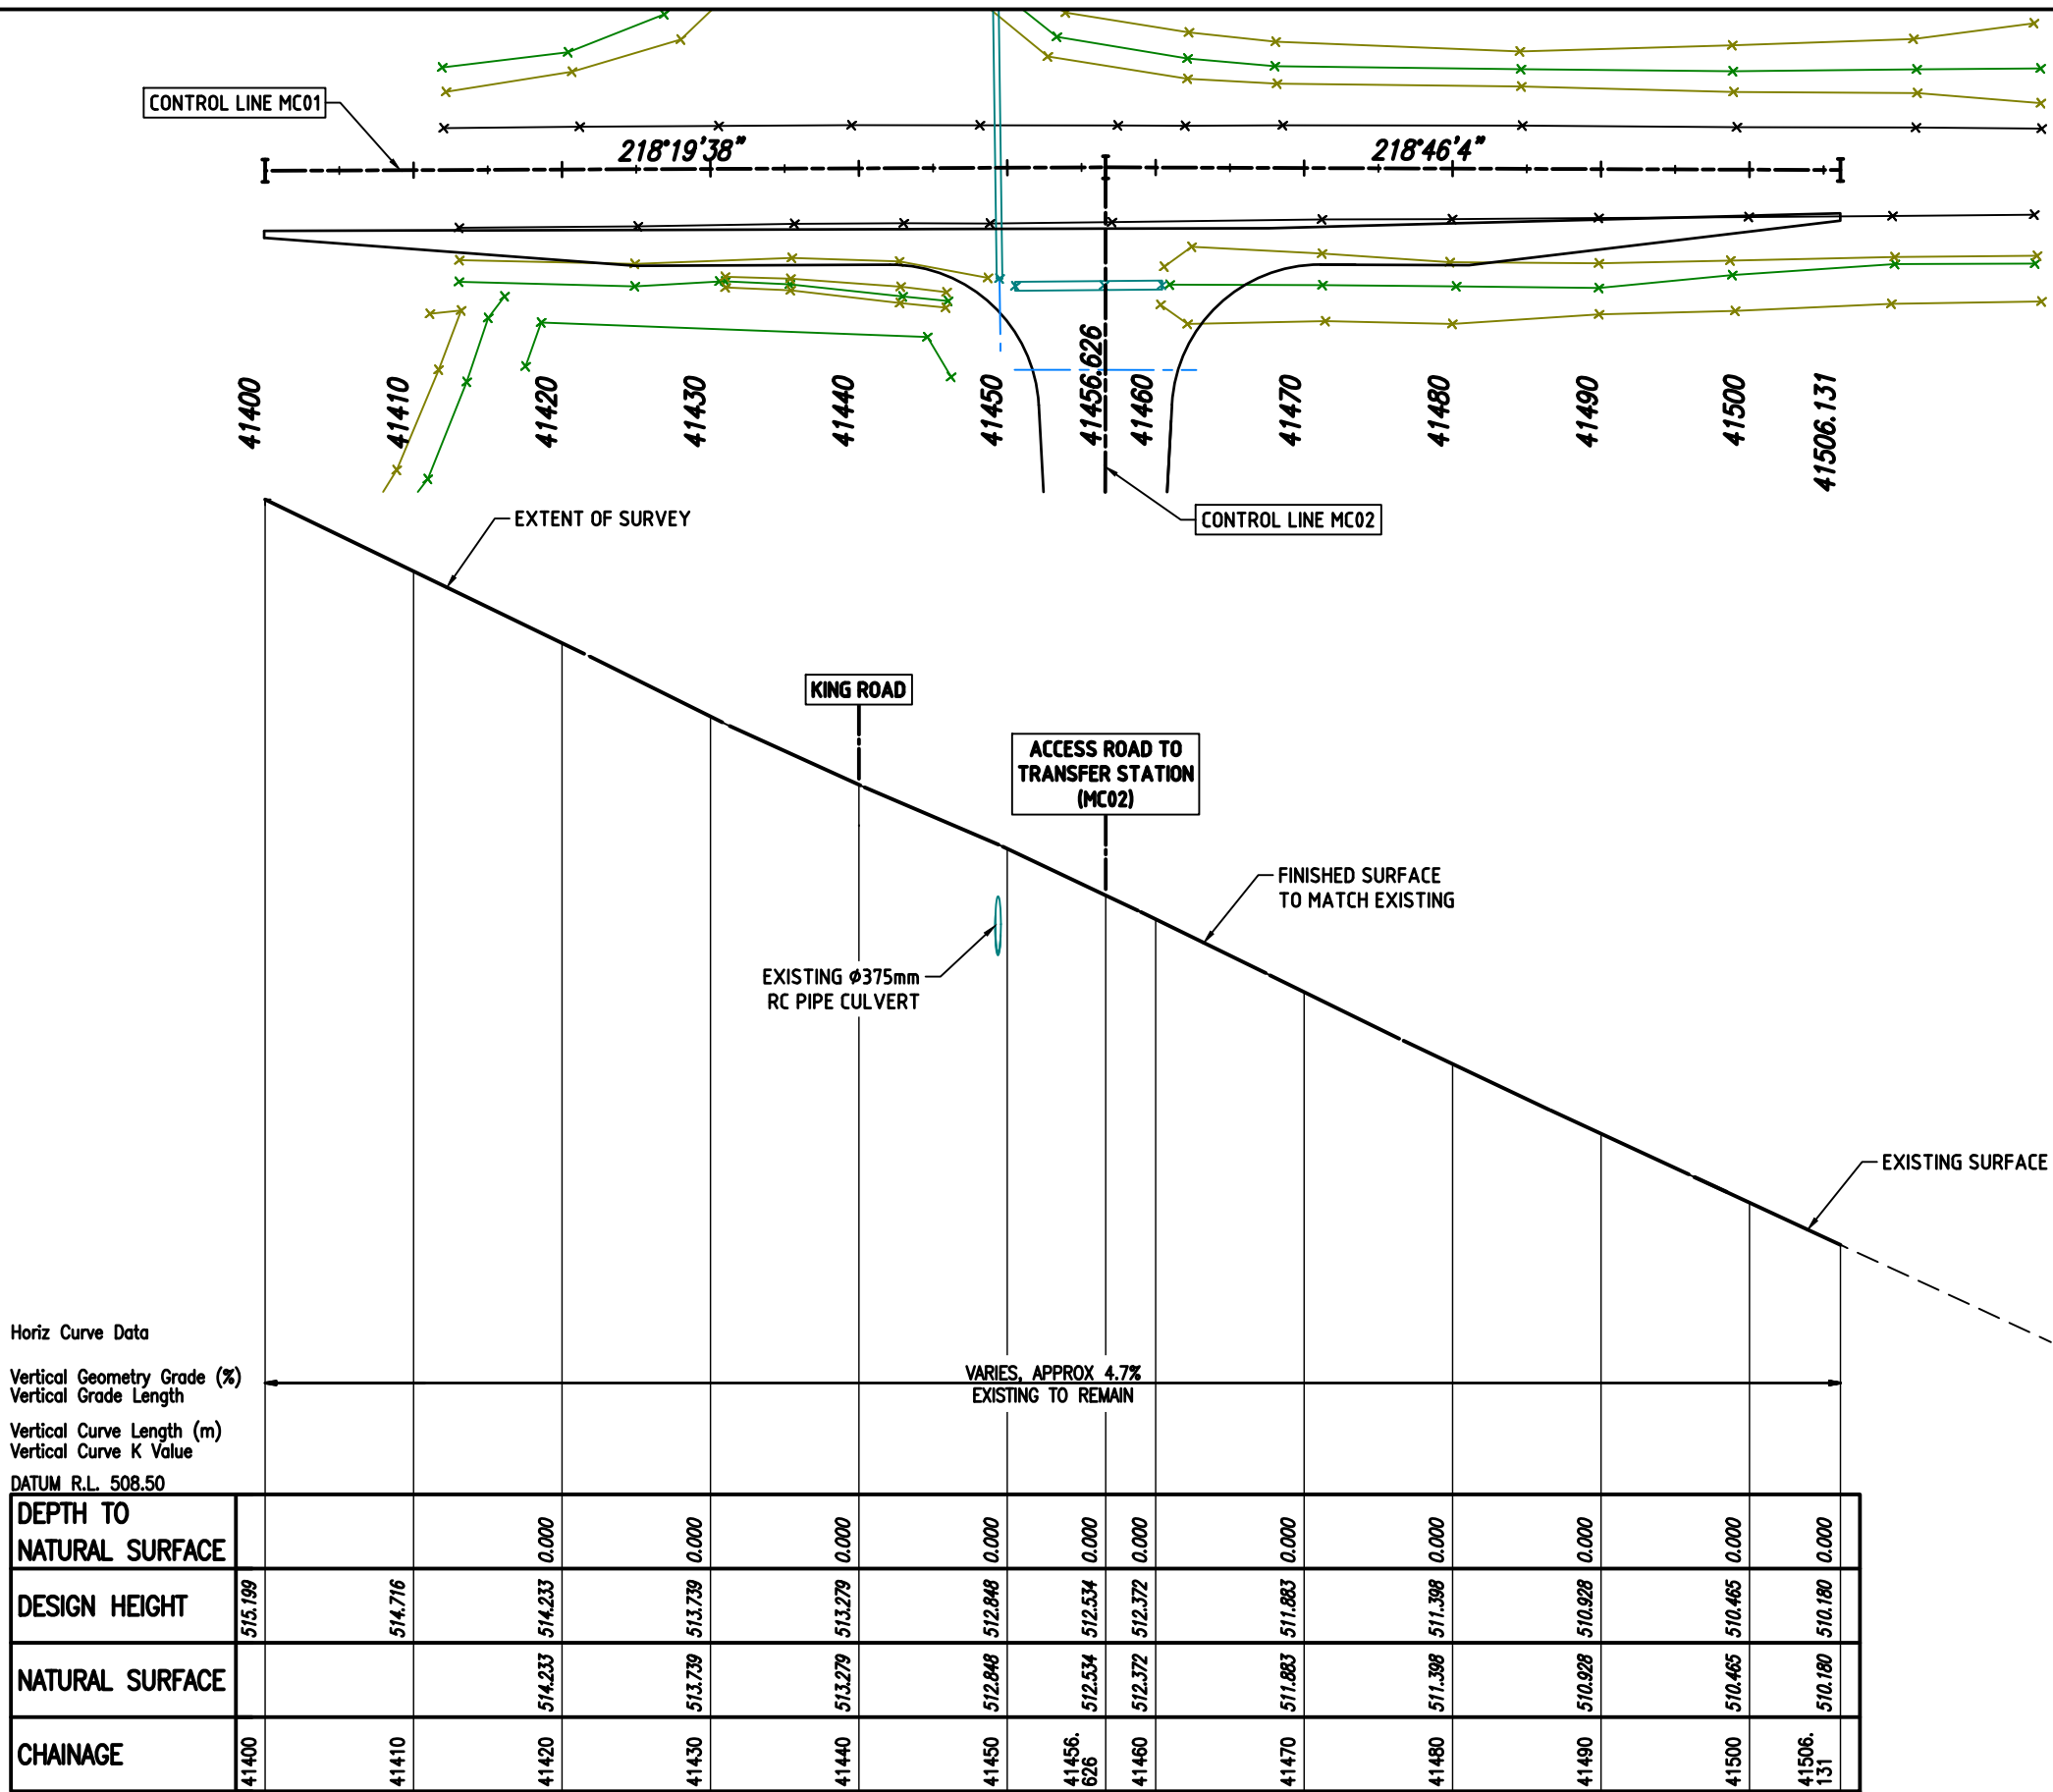 CONTROL LINE MC01
218°19'38"
218°46'4"
41400
41410
41420
41430
41440
41450
41456.626
41460
41470
41480
41490
41500
41506.131
EXTENT OF SURVEY
CONTROL LINE MC02
KING ROAD
ACCESS ROAD TO
TRANSFER STATION
(MC02)
FINISHED SURFACE
TO MATCH EXISTING
EXISTING Ø375mm
RC PIPE CULVERT
EXISTING SURFACE
Horiz Curve Data
Vertical Geometry Grade (%)
Vertical Grade Length
VARIES, APPROX 4.7%
EXISTING TO REMAIN
Vertical Curve Length (m)
Vertical Curve K Value
DATUM R.L. 508.50
DEPTH TO
NATURAL SURFACE
0.000 0.000 0.000 0.000 0.000 0.000 0.000 0.000 0.000 0.000 0.000
DESIGN HEIGHT
515.199 514.716 514.233 513.739 513.279 512.848 512.534 512.372 511.883 511.398 510.928 510.465 510.180
NATURAL SURFACE
514.233 513.739 513.279 512.848 512.534 512.372 511.883 511.398 510.928 510.465 510.180
CHAINAGE
41400 41410 41420 41430 41440 41450 41456.626 41460 41470 41480 41490 41500 41506.131